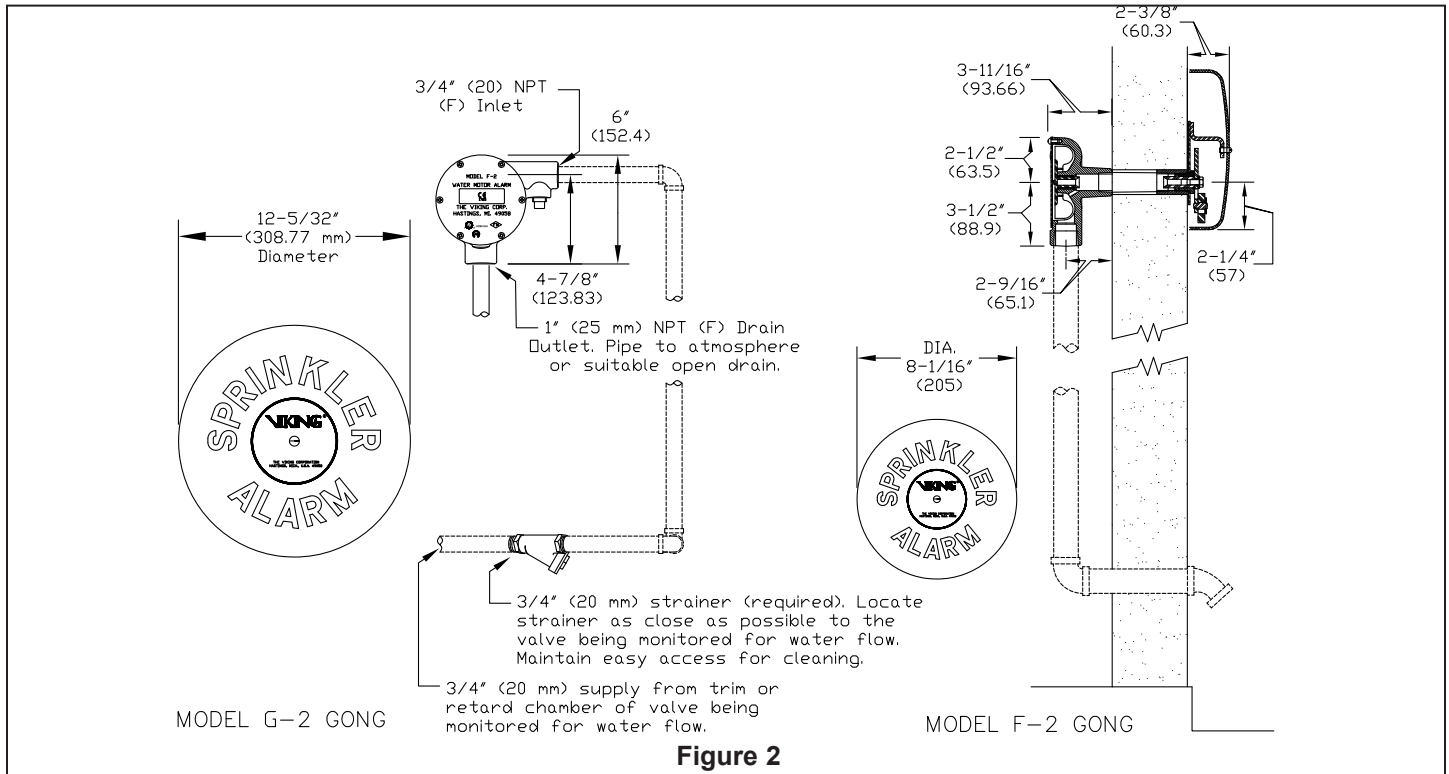 3/4" (20) NPT
(F) Inlet
6"
(152.4)
MODEL F-2
WATER MOTOR ALARM
THE VIKING CORP.
HASTINGS, MI. 49058
4-7/8"
(123.83)
1" (25 mm) NPT (F) Drain
Outlet. Pipe to atmosphere
or suitable open drain.
12-5/32"
(308.77 mm)
Diameter
SPRINKLER
VIKING®
THE VIKING CORPORATION
HASTINGS, MICH. U.S.A. 49058
ALARM
3/4" (20 mm) strainer (required). Locate
strainer as close as possible to the
valve being monitored for water flow.
Maintain easy access for cleaning.
3/4" (20 mm) supply from trim or
retard chamber of valve being
monitored for water flow.
MODEL G-2 GONG
2-3/8"
(60.3)
3-11/16"
(93.66)
2-1/2"
(63.5)
3-1/2"
(88.9)
2-9/16"
(65.1)
2-1/4"
(57)
DIA.
8-1/16"
(205)
SPRINKLER
VIKING
ALARM
MODEL F-2 GONG
Figure 2